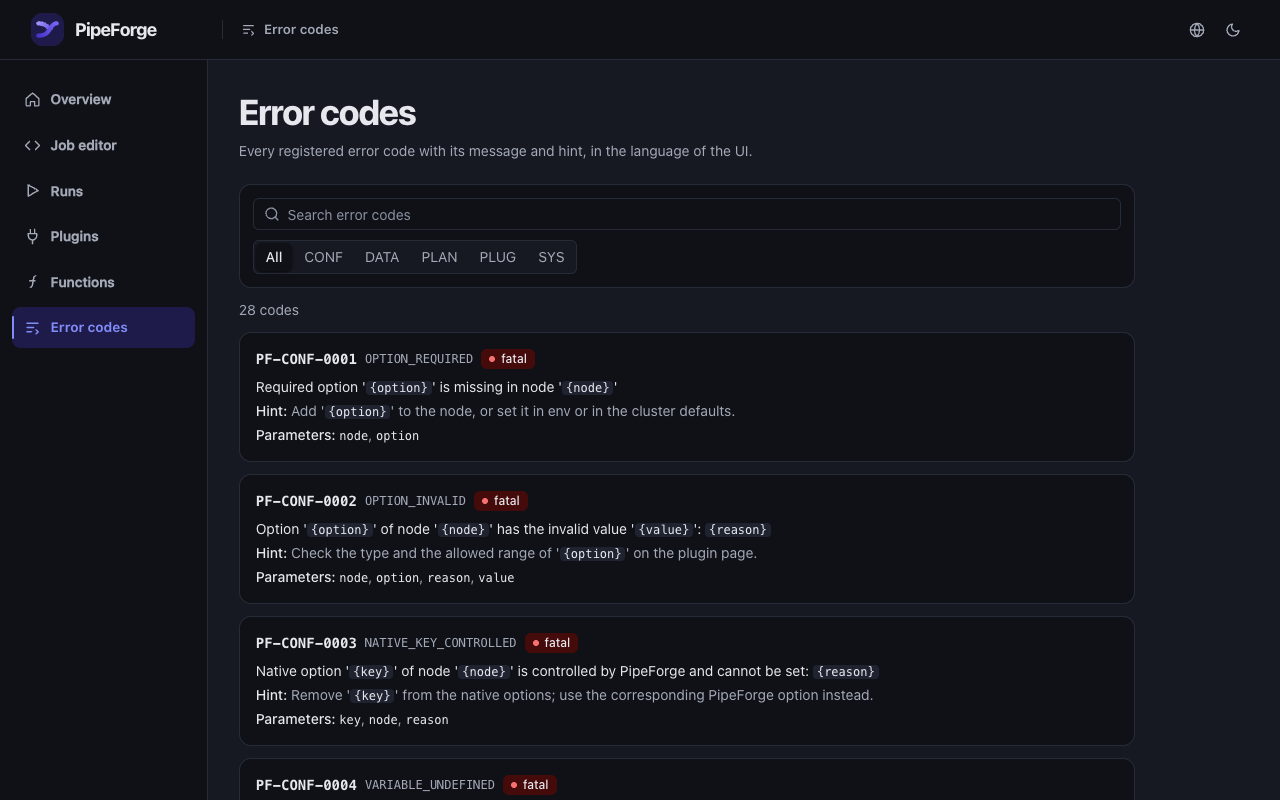 PipeForge
Error codes
Overview
Job editor
Runs
Plugins
Functions
Error codes
Error codes
Every registered error code with its message and hint, in the language of the UI.
Search error codes
All CONF DATA PLAN PLUG SYS
28 codes
PF-CONF-0001 OPTION_REQUIRED fatal
Required option '{option}' is missing in node '{node}'
Hint: Add '{option}' to the node, or set it in env or in the cluster defaults.
Parameters: node, option
PF-CONF-0002 OPTION_INVALID fatal
Option '{option}' of node '{node}' has the invalid value '{value}': {reason}
Hint: Check the type and the allowed range of '{option}' on the plugin page.
Parameters: node, option, reason, value
PF-CONF-0003 NATIVE_KEY_CONTROLLED fatal
Native option '{key}' of node '{node}' is controlled by PipeForge and cannot be set: {reason}
Hint: Remove '{key}' from the native options; use the corresponding PipeForge option instead.
Parameters: key, node, reason
PF-CONF-0004 VARIABLE_UNDEFINED fatal